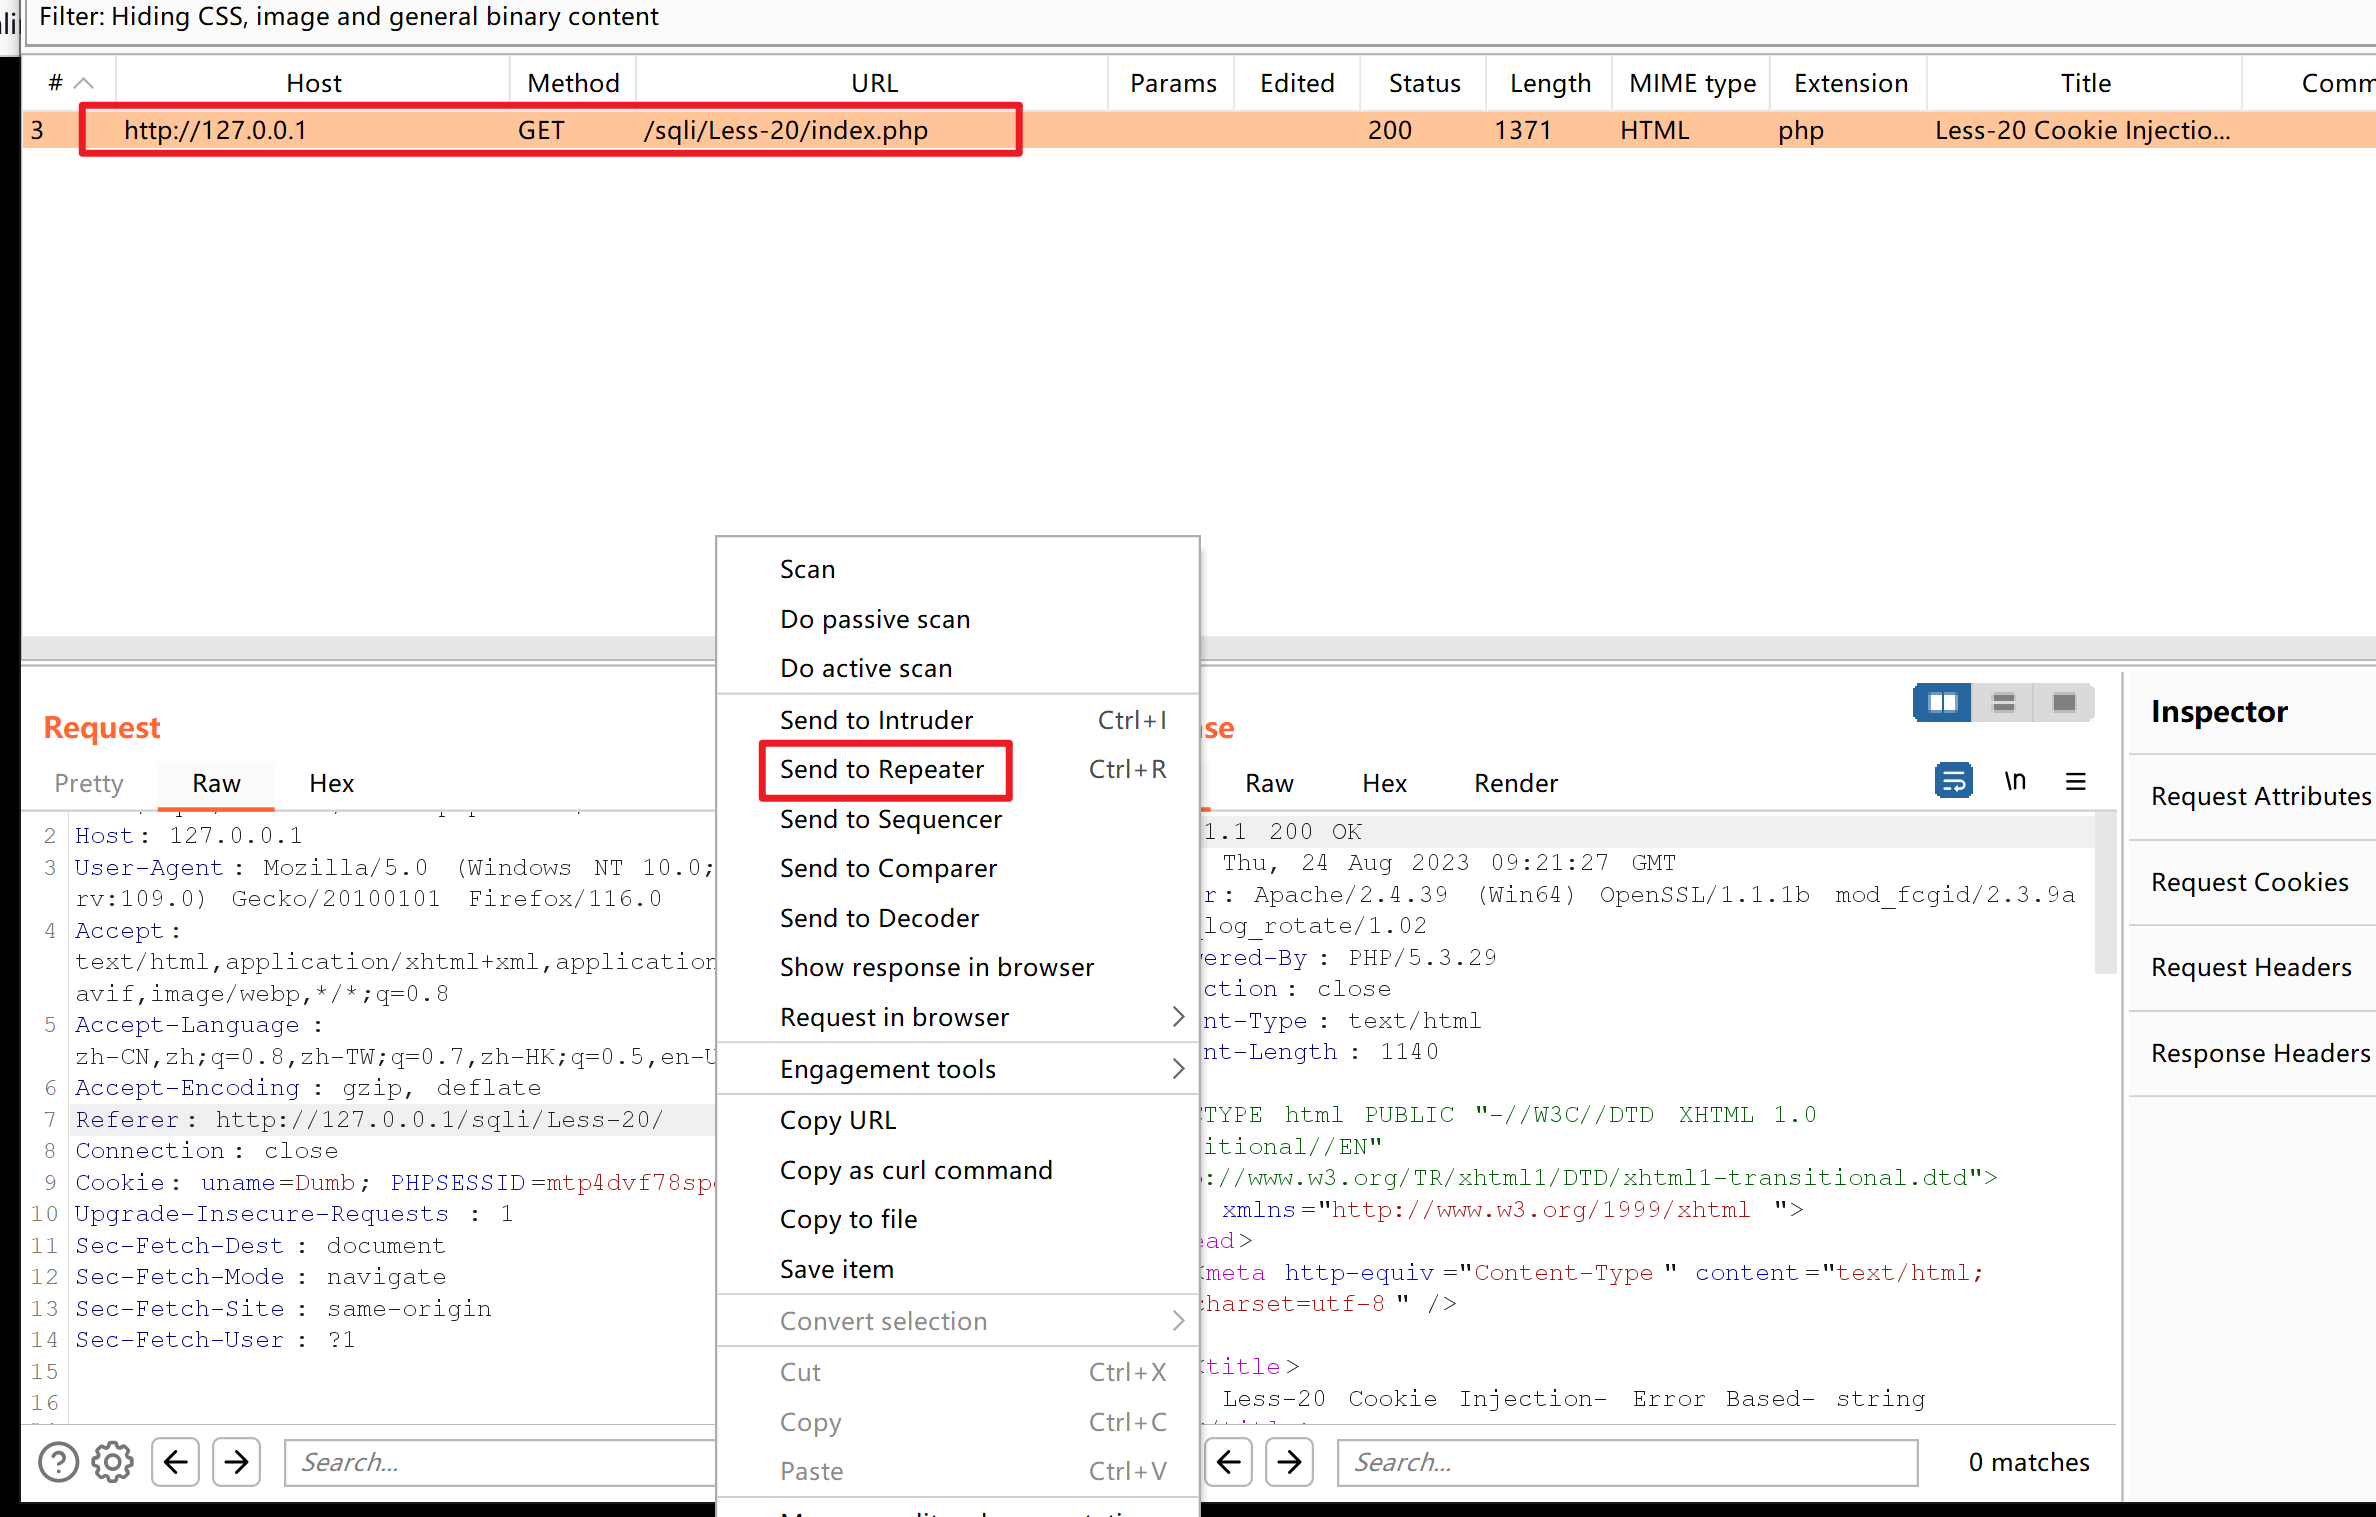 Filter: Hiding CSS, image and general binary content
# Host Method URL Params Edited Status Length MIME type Extension Title Comm
3 http://127.0.0.1 GET /sqli/Less-20/index.php 200 1371 HTML php Less-20 Cookie Injectio...
Request
Pretty Raw Hex
2 Host: 127.0.0.1
3 User-Agent: Mozilla/5.0 (Windows NT 10.0;
rv:109.0) Gecko/20100101 Firefox/116.0
4 Accept:
text/html,application/xhtml+xml,application
avif,image/webp,*/*;q=0.8
5 Accept-Language:
zh-CN,zh;q=0.8,zh-TW;q=0.7,zh-HK;q=0.5,en-U
6 Accept-Encoding: gzip, deflate
7 Referer: http://127.0.0.1/sqli/Less-20/
8 Connection: close
9 Cookie: uname=Dumb; PHPSESSID=mtp4dvf78sp
10 Upgrade-Insecure-Requests: 1
11 Sec-Fetch-Dest: document
12 Sec-Fetch-Mode: navigate
13 Sec-Fetch-Site: same-origin
14 Sec-Fetch-User: ?1
15
16
Search...
Scan
Do passive scan
Do active scan
Send to Intruder Ctrl+I
Send to Repeater Ctrl+R
Send to Sequencer
Send to Comparer
Send to Decoder
Show response in browser
Request in browser
Engagement tools
Copy URL
Copy as curl command
Copy to file
Save item
Convert selection
Cut Ctrl+X
Copy Ctrl+C
Paste Ctrl+V
se
Raw Hex Render \n
1.1 200 OK
Thu, 24 Aug 2023 09:21:27 GMT
r: Apache/2.4.39 (Win64) OpenSSL/1.1.1b mod_fcgid/2.3.9a
log_rotate/1.02
ered-By: PHP/5.3.29
ction: close
nt-Type: text/html
nt-Length: 1140
TYPE html PUBLIC "-//W3C//DTD XHTML 1.0
itional//EN"
://www.w3.org/TR/xhtml1/DTD/xhtml1-transitional.dtd">
xmlns="http://www.w3.org/1999/xhtml">
ead>
meta http-equiv="Content-Type" content="text/html;
charset=utf-8" />
title>
Less-20 Cookie Injection- Error Based- string
Search...
0 matches
Inspector
Request Attributes
Request Cookies
Request Headers
Response Headers